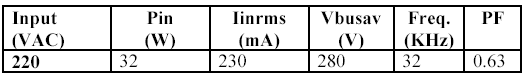 Input Pin Iinrms Vbusav Freq. PF
(VAC) (W) (mA) (V) (KHz)
220 32 230 280 32 0.63